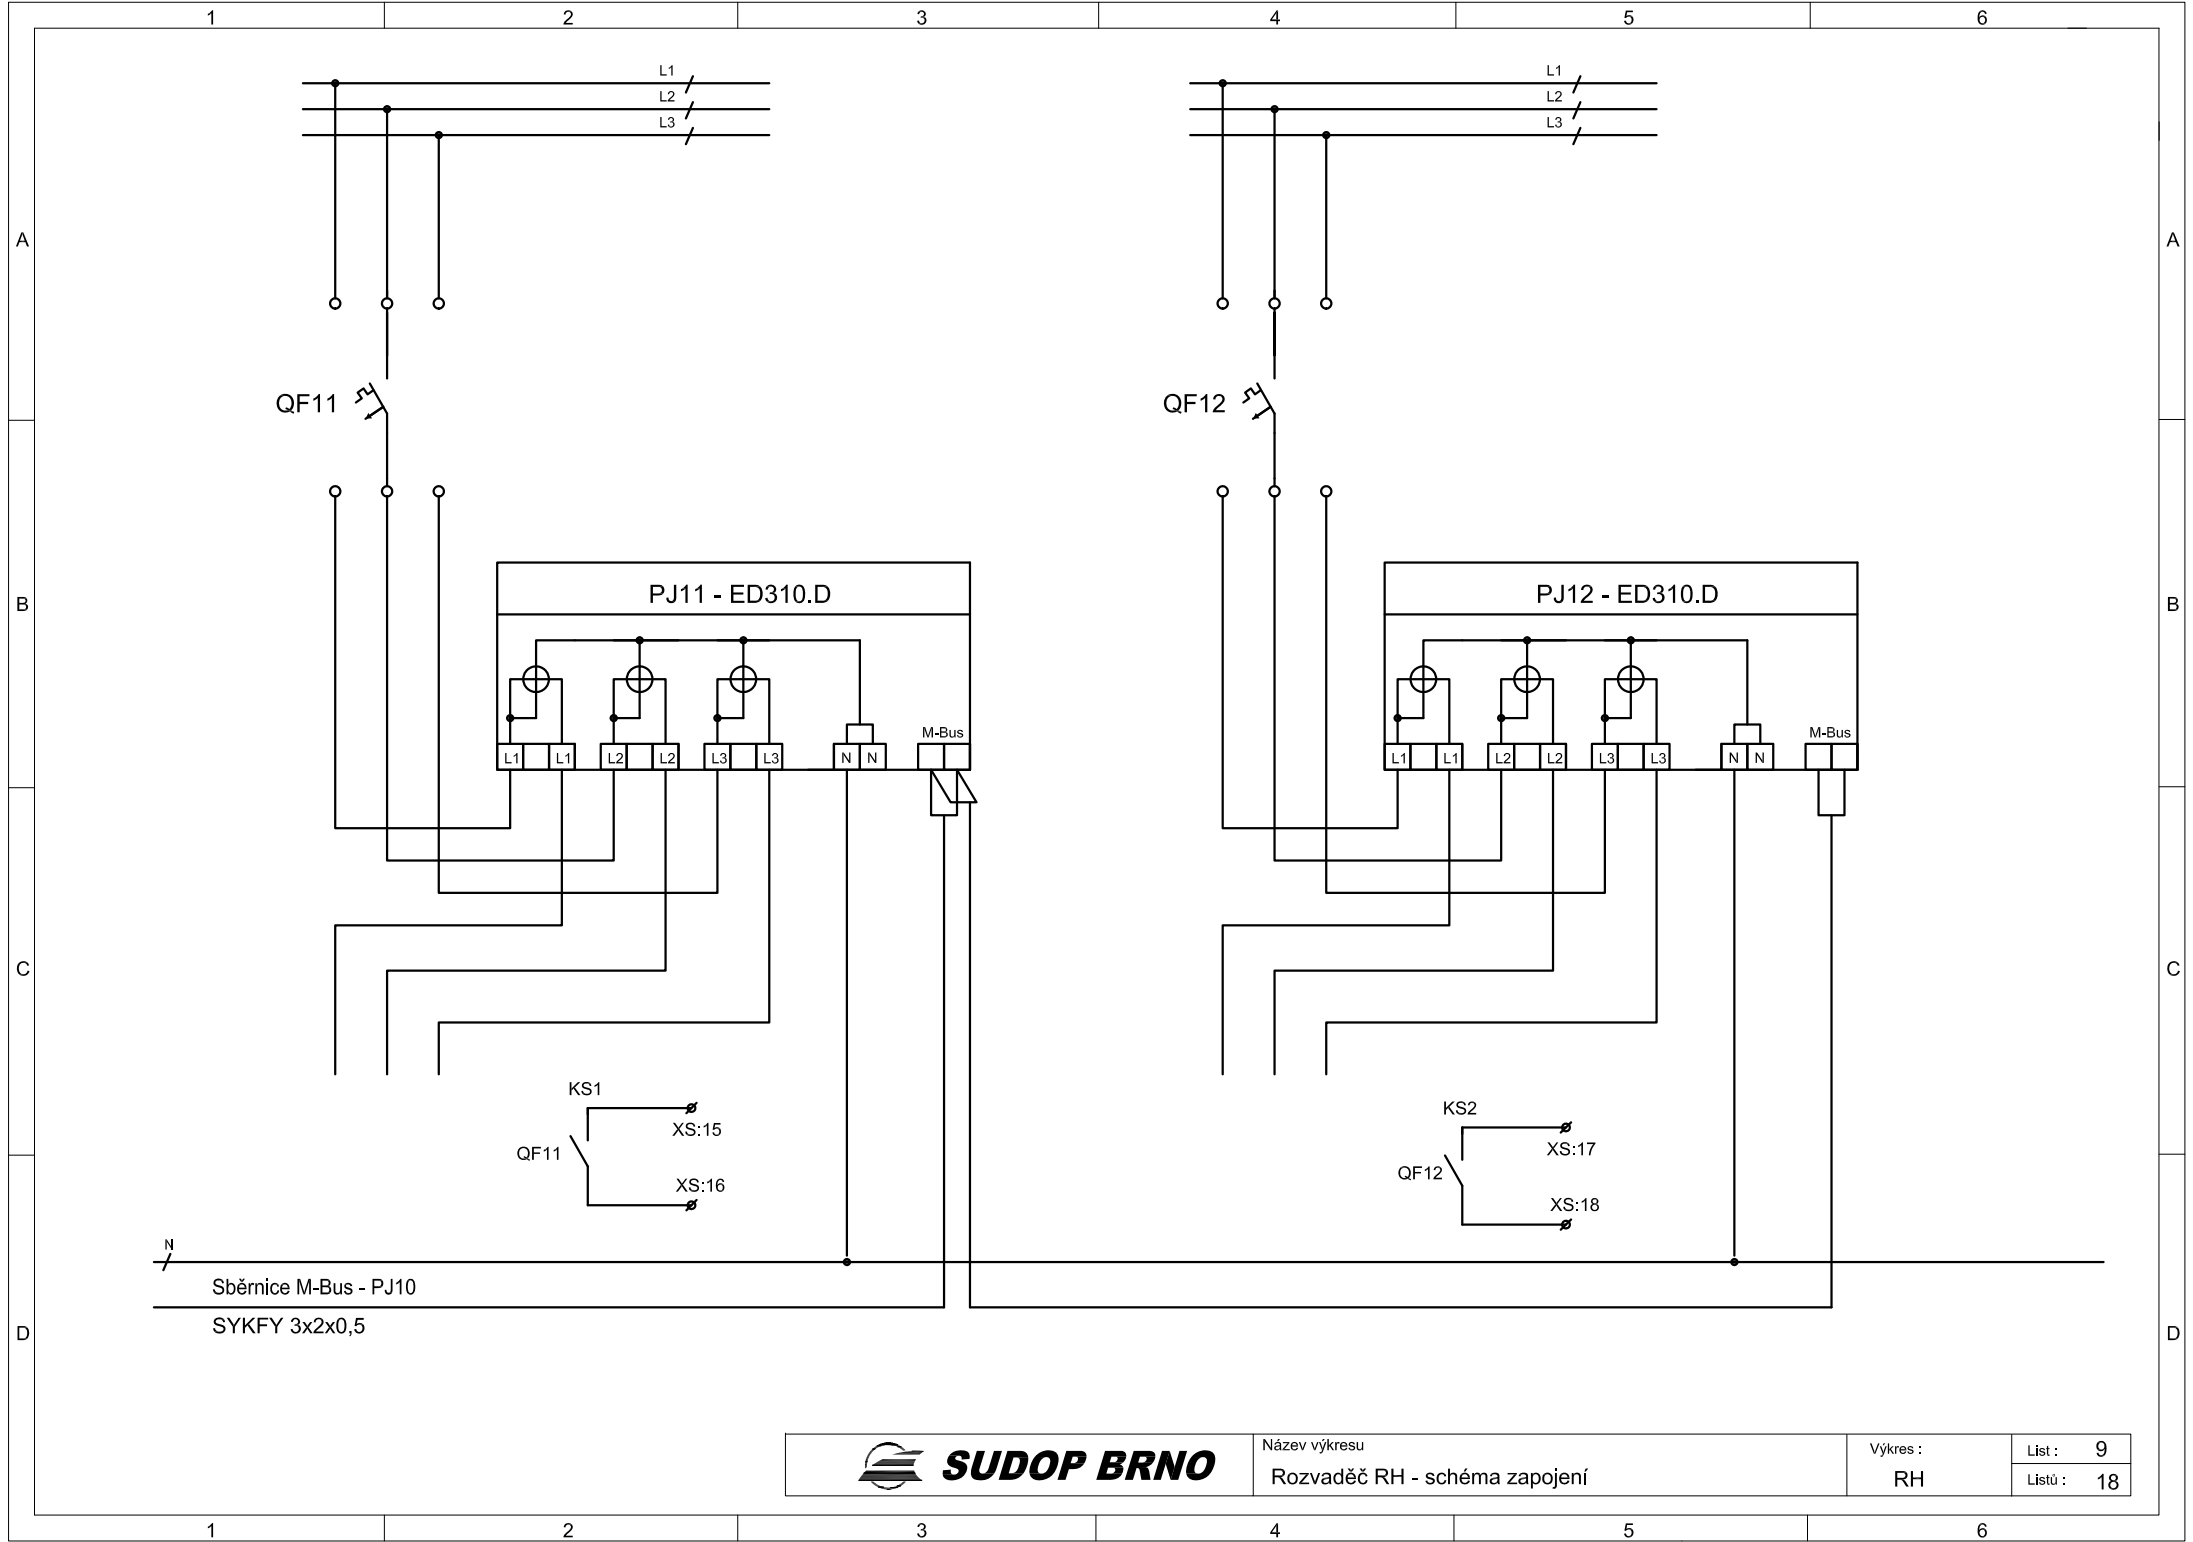 1 2 3 4 5 6
L1 L1
L2 L2
L3 L3
A A
QF11 QF12
PJ11 - ED310.D PJ12 - ED310.D
B B
M-Bus M-Bus
L1 L1 L2 L2 L3 L3 N N L1 L1 L2 L2 L3 L3 N N
C C
KS1 KS2
XS:15 XS:17
QF11 QF12
XS:16 XS:18
N
Sběrnice M-Bus - PJ10
SYKFY 3x2x0,5
D D
SUDOP BRNO
Název výkresu
Rozvaděč RH - schéma zapojení
Výkres :
RH
List : 9
Listů : 18
1 2 3 4 5 6